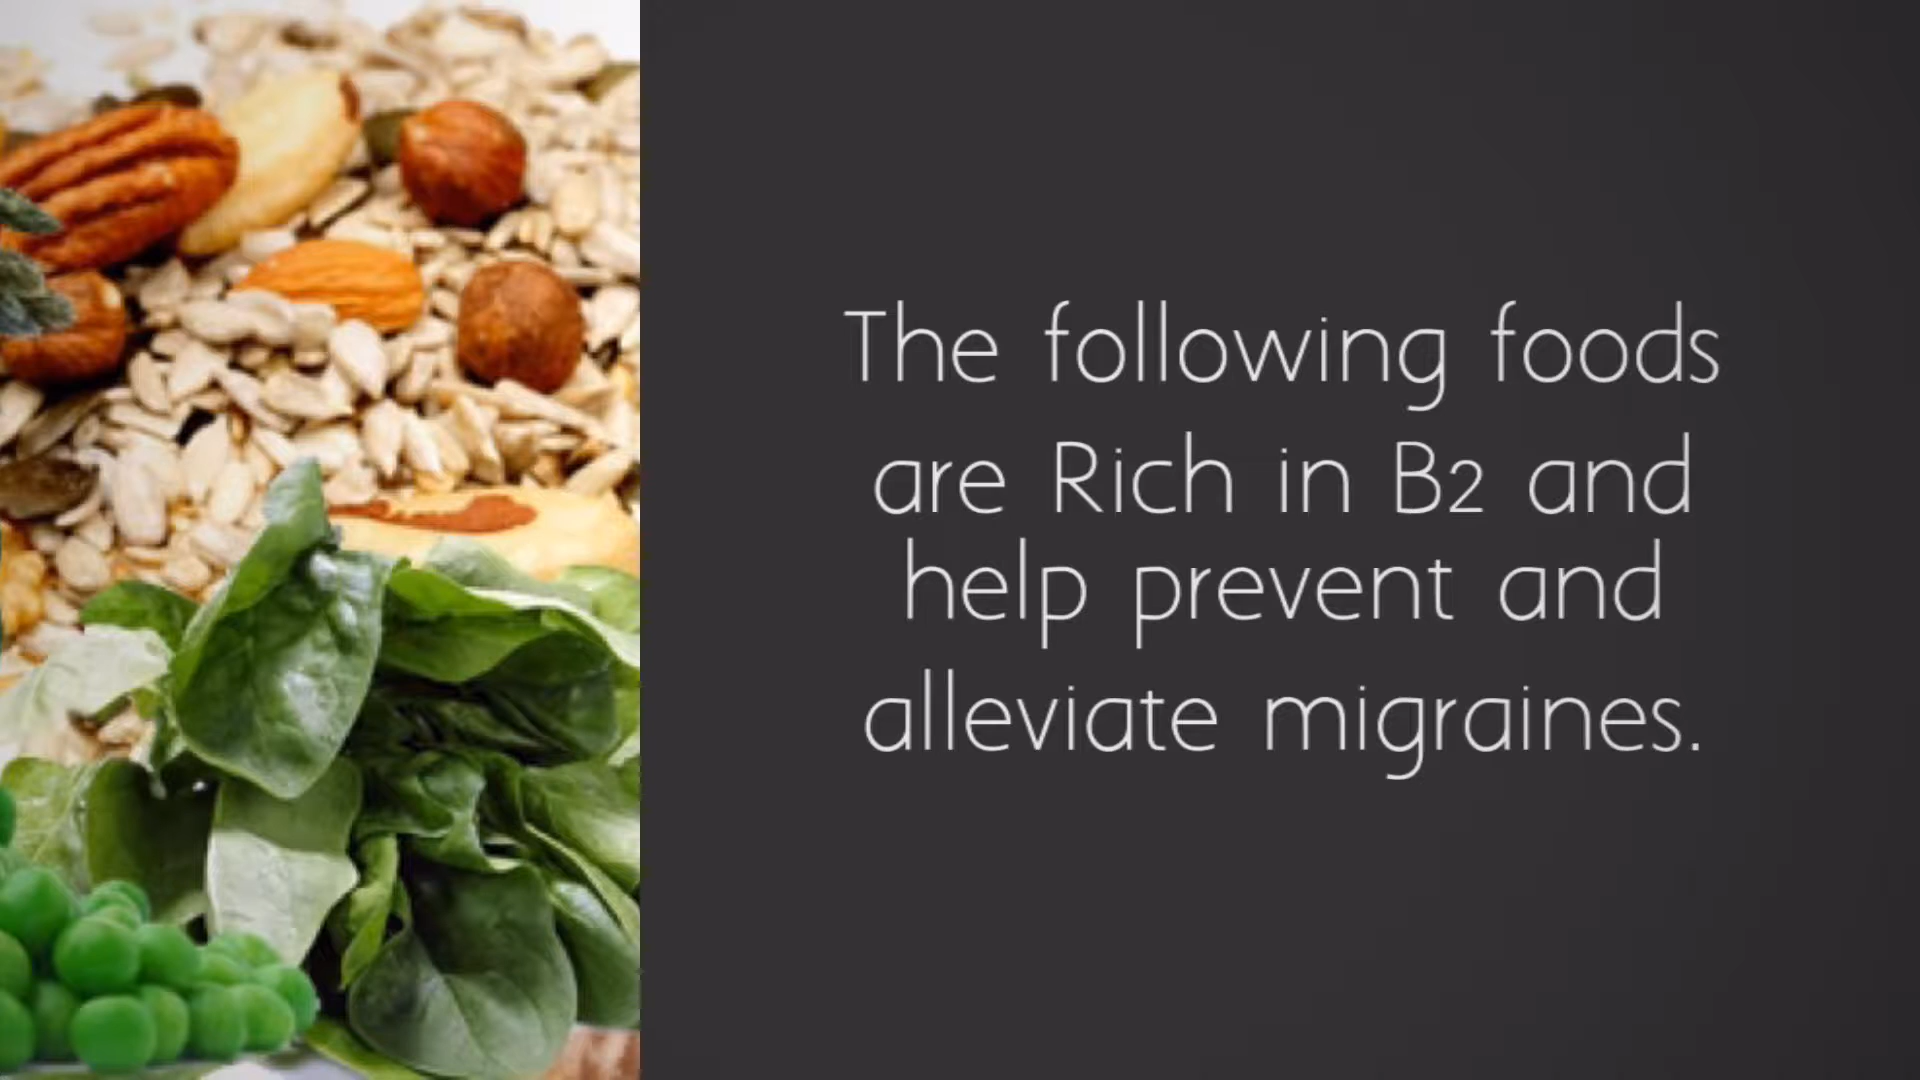 The following foods
are Rich in B2 and
help prevent and
alleviate migraines.